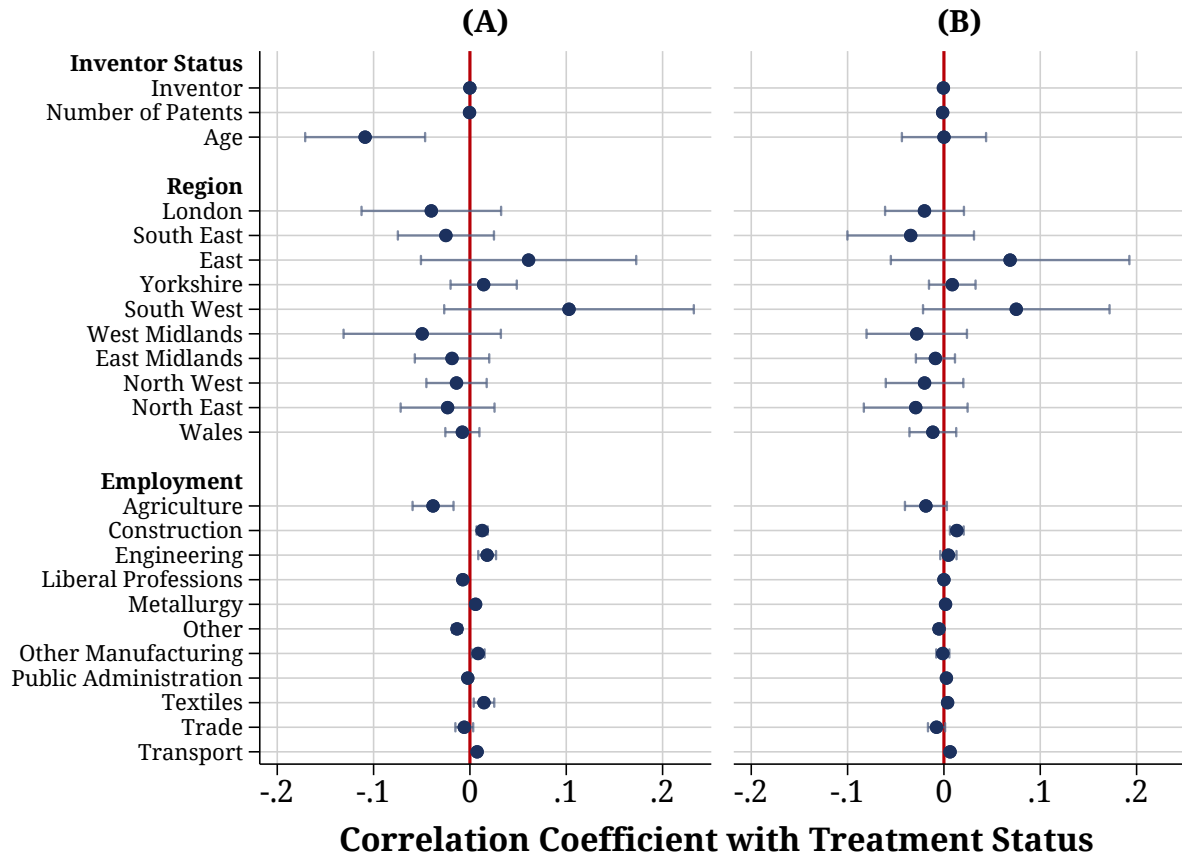 (A) (B)
Inventor Status
Inventor
Number of Patents
Age
Region
London
South East
East
Yorkshire
South West
West Midlands
East Midlands
North West
North East
Wales
Employment
Agriculture
Construction
Engineering
Liberal Professions
Metallurgy
Other
Other Manufacturing
Public Administration
Textiles
Trade
Transport
-.2 -.1 0 .1 .2 -.2 -.1 0 .1 .2
Correlation Coefficient with Treatment Status